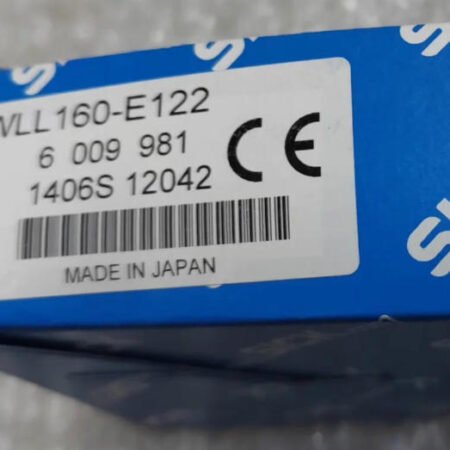 WLL160-E122
6 009 981
1406S 12042
CE
MADE IN JAPAN